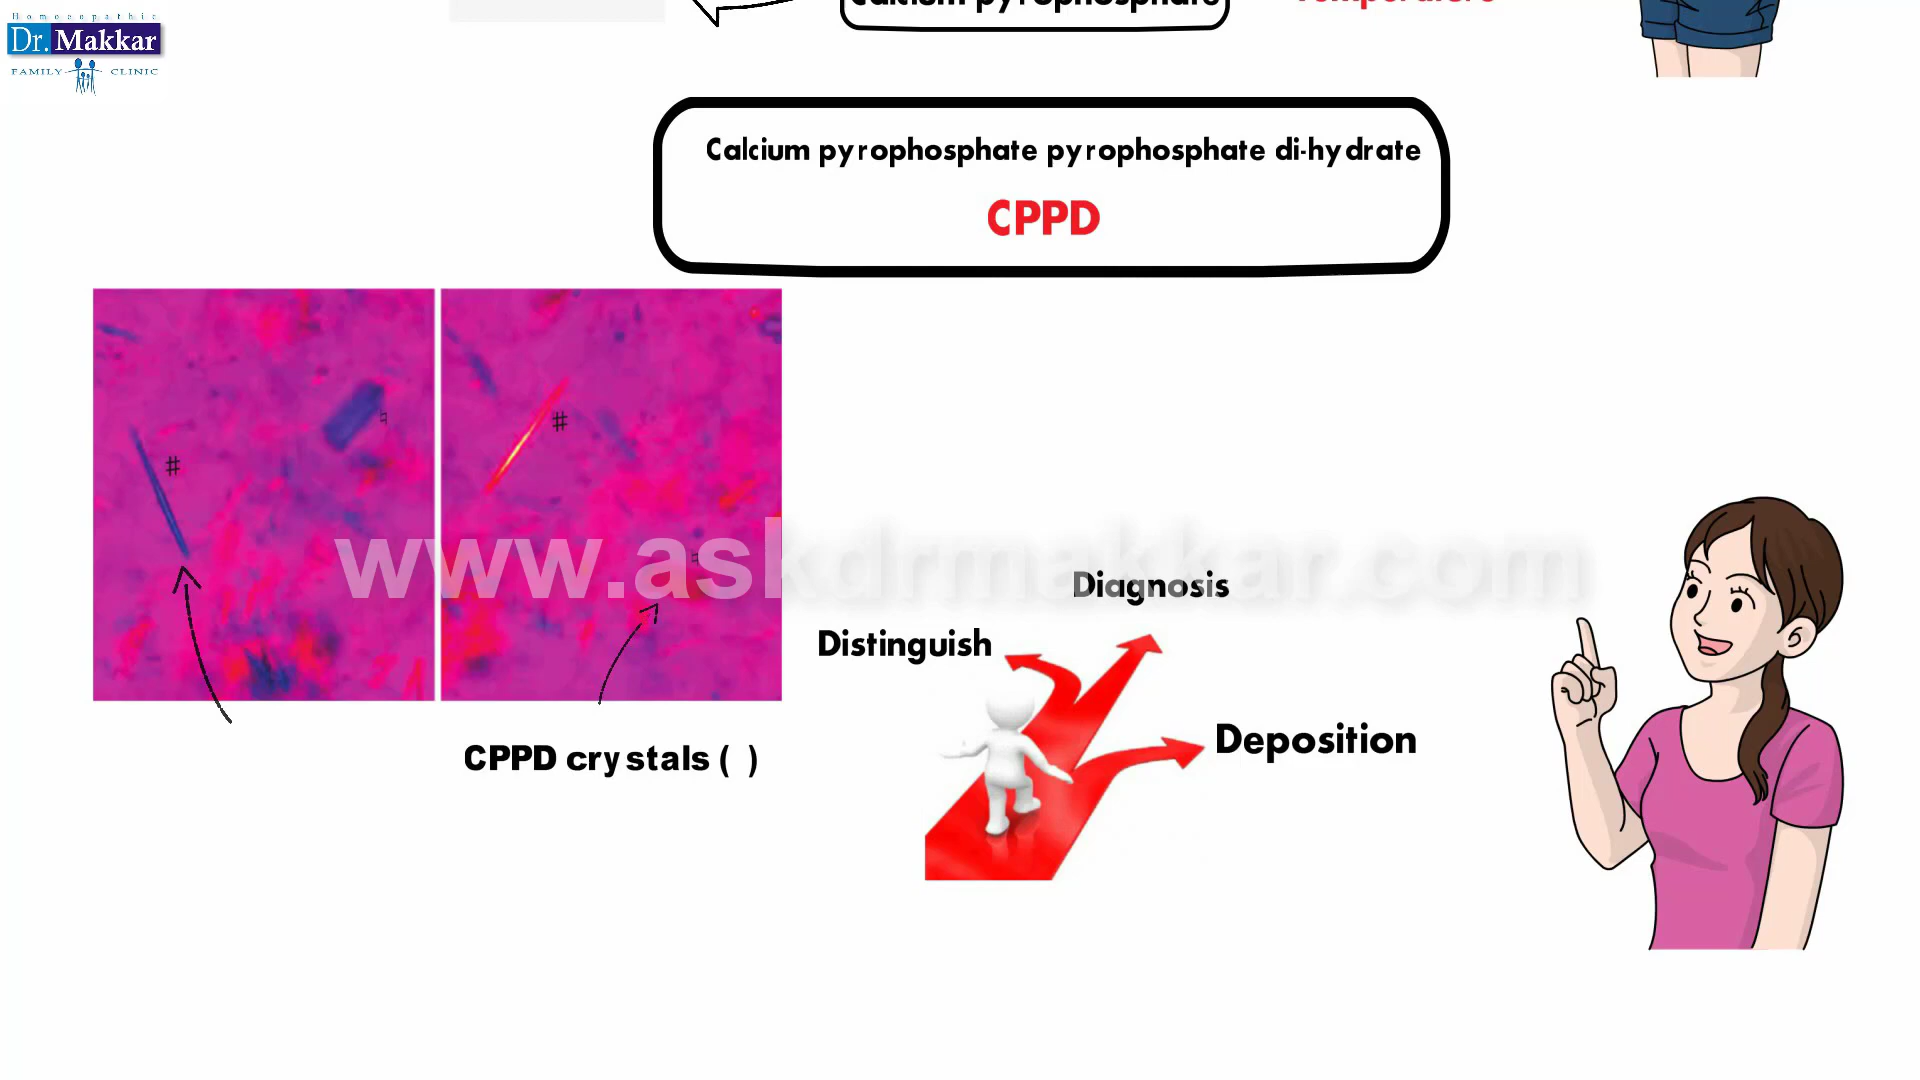 Homoeopathic
Dr. Makkar
FAMILY CLINIC
Calcium pyrophosphate
Temperature
Calcium pyrophosphate pyrophosphate di-hydrate
CPPD
#
#
www.askdrmakkar.com
Diagnosis
Distinguish
Deposition
CPPD crystals ( )